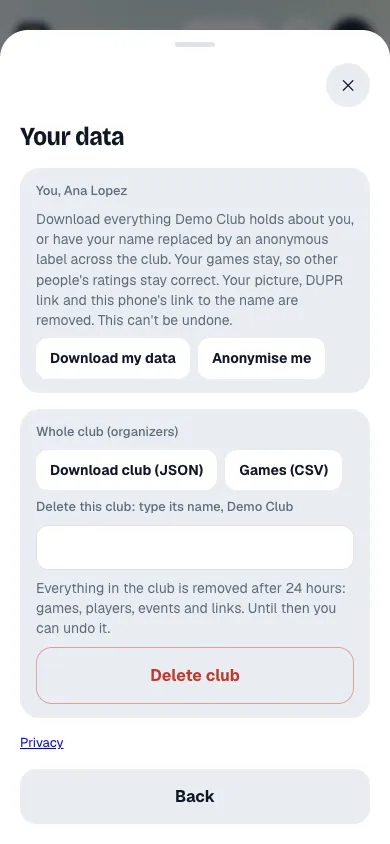 Your data
You, Ana Lopez
Download everything Demo Club holds about you,
or have your name replaced by an anonymous
label across the club. Your games stay, so other
people's ratings stay correct. Your picture, DUPR
link and this phone's link to the name are
removed. This can't be undone.
Download my data
Anonymise me
Whole club (organizers)
Download club (JSON)
Games (CSV)
Delete this club: type its name, Demo Club
Everything in the club is removed after 24 hours:
games, players, events and links. Until then you
can undo it.
Delete club
Privacy
Back